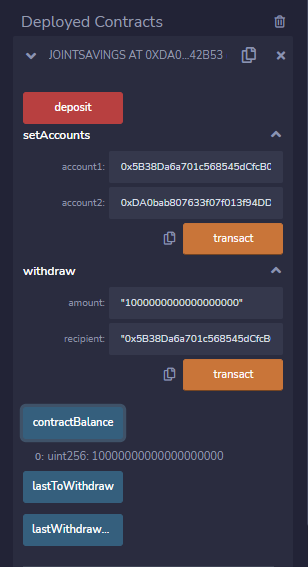 Deployed Contracts
JOINTSAVINGS AT 0XDA0...42B53
deposit
setAccounts
account1: 0x5B38Da6a701c568545dCfcB0
account2: 0xDA0bab807633f07f013f94DD
transact
withdraw
amount: "1000000000000000000"
recipient: "0x5B38Da6a701c568545dCfcB
transact
contractBalance
0: uint256: 10000000000000000000
lastToWithdraw
lastWithdraw...